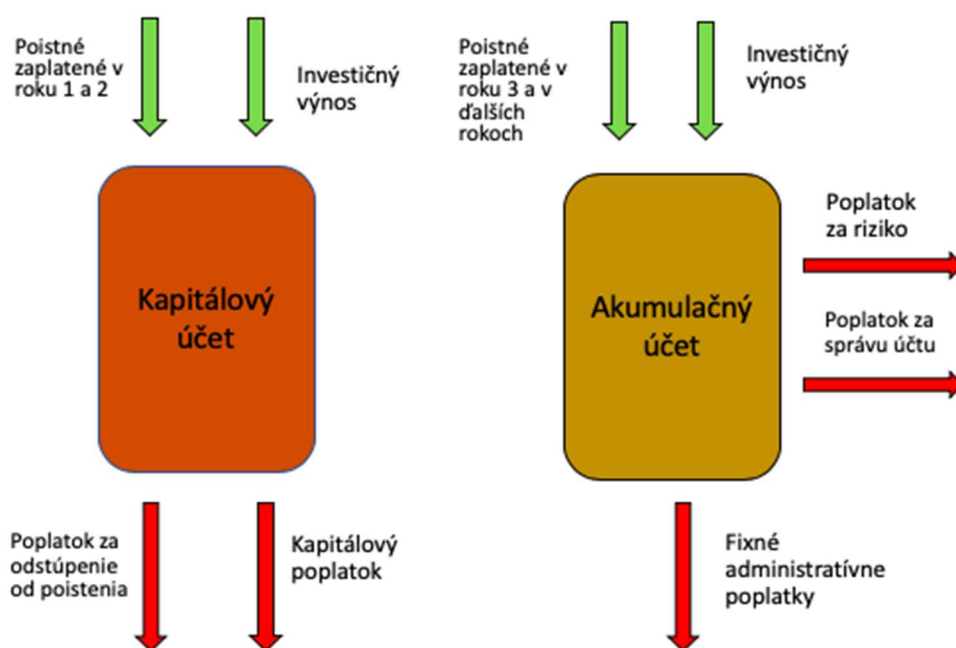 Poistné
zaplatené v
roku 1 a 2
Investičný
výnos
Poistné
zaplatené v
roku 3 a v
ďalších
rokoch
Investičný
výnos
Kapitálový
účet
Akumulačný
účet
Poplatok
za riziko
Poplatok za
správu účtu
Poplatok za
odstúpenie
od poistenia
Kapitálový
poplatok
Fixné
administratívne
poplatky